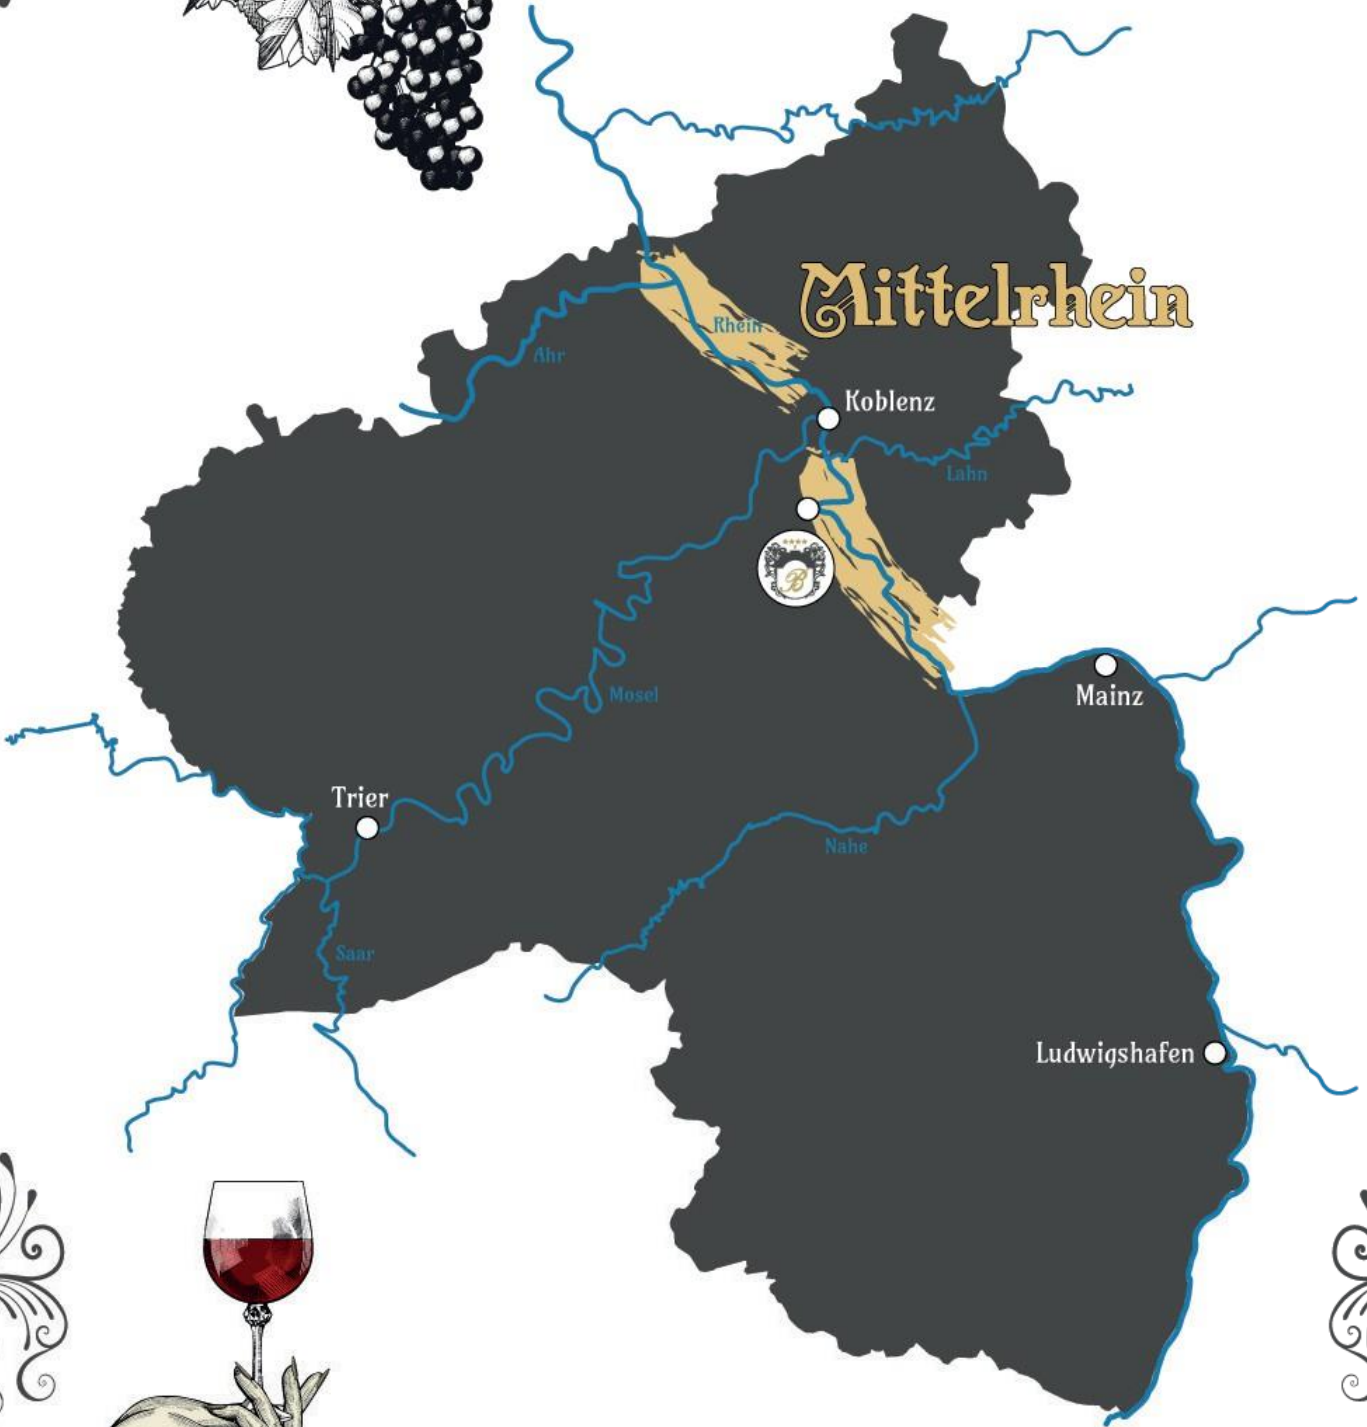 Mittelrhein
Rhein
Ahr
Koblenz
Lahn
B
Mosel
Mainz
Trier
Nahe
Saar
Ludwigshafen